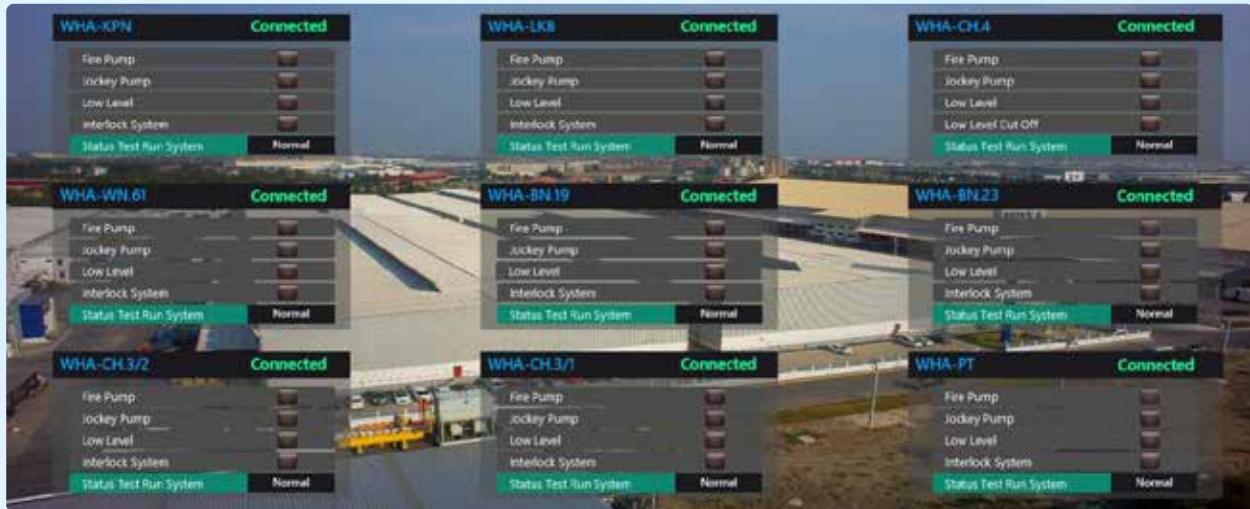 WHA-KPN Connected
Fire Pump
Jockey Pump
Low Level
Interlock System
Status Test Run System Normal
WHA-LKB Connected
Fire Pump
Jockey Pump
Low Level
Interlock System
Status Test Run System Normal
WHA-CH.4 Connected
Fire Pump
Jockey Pump
Low Level
Low Level Cut Off
Status Test Run System Normal
WHA-WN.61 Connected
Fire Pump
Jockey Pump
Low Level
Interlock System
Status Test Run System Normal
WHA-BN.19 Connected
Fire Pump
Jockey Pump
Low Level
Interlock System
Status Test Run System Normal
WHA-BN.23 Connected
Fire Pump
Jockey Pump
Low Level
Interlock System
Status Test Run System Normal
WHA-CH.3/2 Connected
Fire Pump
Jockey Pump
Low Level
Interlock System
Status Test Run System Normal
WHA-CH.3/1 Connected
Fire Pump
Jockey Pump
Low Level
Interlock System
Status Test Run System Normal
WHA-PT Connected
Fire Pump
Jockey Pump
Low Level
Interlock System
Status Test Run System Normal